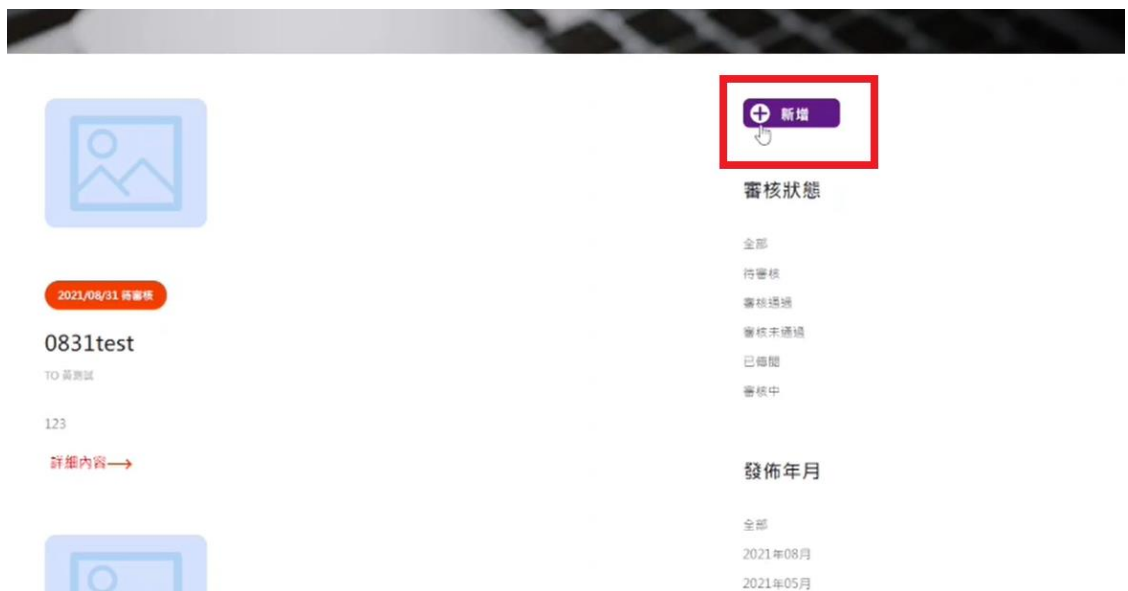 新增
審核狀態
全部
待審核
審核通過
審核未通過
審核中
2021/08/31 待審核
0831test
TO 黃測試
123
詳細內容
發佈年月
全部
2021年08月
2021年05月